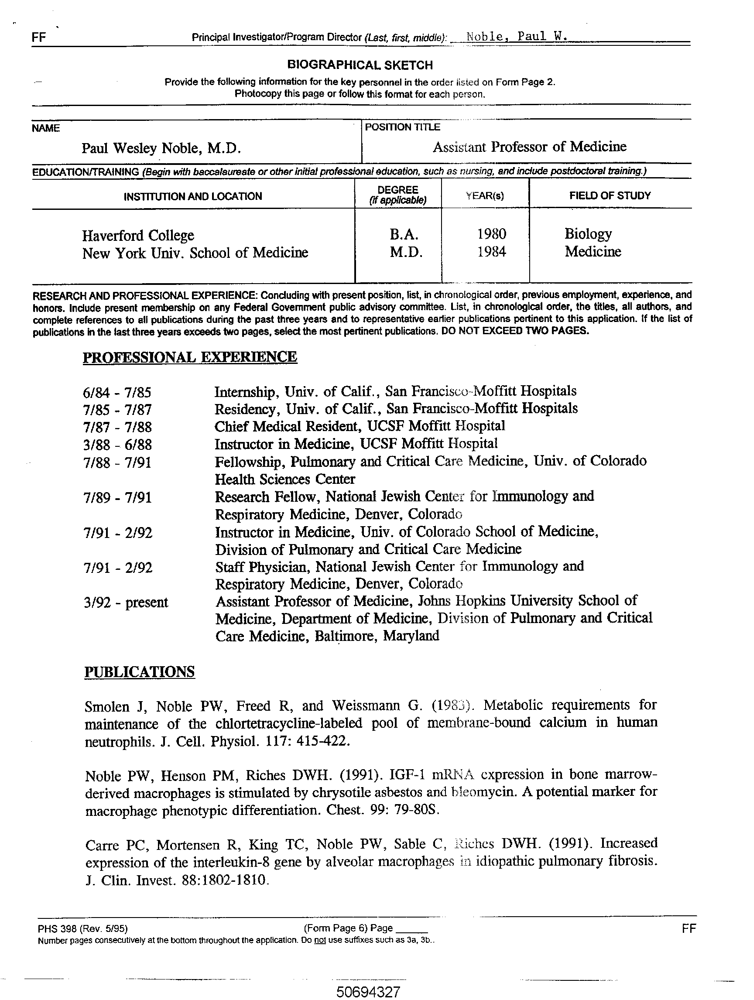 FF Principal Investigator/Program Director (Last, first, middle): Noble, Paul W.
BIOGRAPHICAL SKETCH
Provide the following information for the key personnel in the order listed on Form Page 2.
Photocopy this page or follow this format for each person.
NAME POSITION TITLE
Paul Wesley Noble, M.D. Assistant Professor of Medicine
EDUCATION/TRAINING (Begin with baccalaureate or other initial professional education, such as nursing, and include postdoctoral training.)
INSTITUTION AND LOCATION DEGREE (if applicable) YEAR(s) FIELD OF STUDY
Haverford College B.A. 1980 Biology
New York Univ. School of Medicine M.D. 1984 Medicine
RESEARCH AND PROFESSIONAL EXPERIENCE: Concluding with present position, list, in chronological order, previous employment, experience, and
honors. Include present membership on any Federal Government public advisory committee. List, in chronological order, the titles, all authors, and
complete references to all publications during the past three years and to representative earlier publications pertinent to this application. If the list of
publications in the last three years exceeds two pages, select the most pertinent publications. DO NOT EXCEED TWO PAGES.
PROFESSIONAL EXPERIENCE
6/84 - 7/85 Internship, Univ. of Calif., San Francisco-Moffitt Hospitals
7/85 - 7/87 Residency, Univ. of Calif., San Francisco-Moffitt Hospitals
7/87 - 7/88 Chief Medical Resident, UCSF Moffitt Hospital
3/88 - 6/88 Instructor in Medicine, UCSF Moffitt Hospital
7/88 - 7/91 Fellowship, Pulmonary and Critical Care Medicine, Univ. of Colorado
Health Sciences Center
7/89 - 7/91 Research Fellow, National Jewish Center for Immunology and
Respiratory Medicine, Denver, Colorado
7/91 - 2/92 Instructor in Medicine, Univ. of Colorado School of Medicine,
Division of Pulmonary and Critical Care Medicine
7/91 - 2/92 Staff Physician, National Jewish Center for Immunology and
Respiratory Medicine, Denver, Colorado
3/92 - present Assistant Professor of Medicine, Johns Hopkins University School of
Medicine, Department of Medicine, Division of Pulmonary and Critical
Care Medicine, Baltimore, Maryland
PUBLICATIONS
Smolen J, Noble PW, Freed R, and Weissmann G. (1983). Metabolic requirements for
maintenance of the chlortetracycline-labeled pool of membrane-bound calcium in human
neutrophils. J. Cell. Physiol. 117: 415-422.
Noble PW, Henson PM, Riches DWH. (1991). IGF-1 mRNA expression in bone marrow-
derived macrophages is stimulated by chrysotile asbestos and bleomycin. A potential marker for
macrophage phenotypic differentiation. Chest. 99: 79-80S.
Carre PC, Mortensen R, King TC, Noble PW, Sable C, Riches DWH. (1991). Increased
expression of the interleukin-8 gene by alveolar macrophages in idiopathic pulmonary fibrosis.
J. Clin. Invest. 88:1802-1810.
PHS 398 (Rev. 5/95) (Form Page 6) Page ______ FF
Number pages consecutively at the bottom throughout the application. Do not use suffixes such as 3a, 3b..
50694327